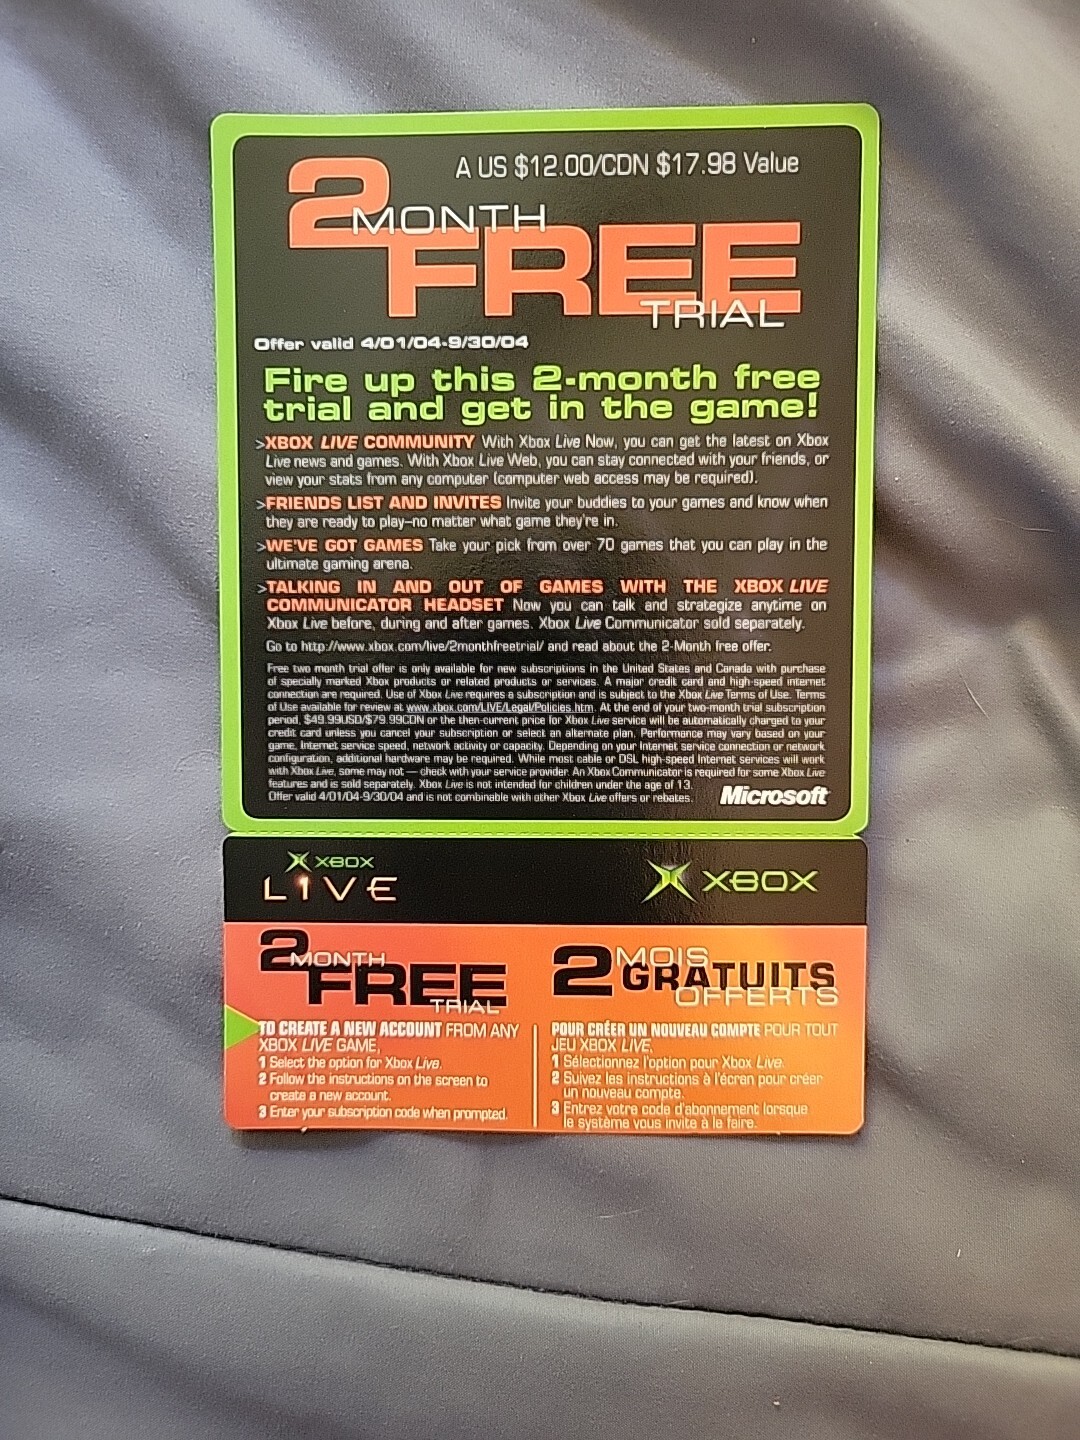 A US $12.00/CDN $17.98 Value
2 MONTH
FREE
TRIAL
Offer valid 4/01/04-9/30/04
Fire up this 2-month free
trial and get in the game!
>XBOX LIVE COMMUNITY With Xbox Live Now, you can get the latest on Xbox
Live news and games. With Xbox Live Web, you can stay connected with your friends, or
view your stats from any computer (computer web access may be required).
>FRIENDS LIST AND INVITES Invite your buddies to your games and know when
they are ready to play—no matter what game they're in.
>WE'VE GOT GAMES Take your pick from over 70 games that you can play in the
ultimate gaming arena.
>TALKING IN AND OUT OF GAMES WITH THE XBOX LIVE
COMMUNICATOR HEADSET Now you can talk and strategize anytime on
Xbox Live before, during and after games. Xbox Live Communicator sold separately.
Go to http://www.xbox.com/live/2monthfreetrial/ and read about the 2-Month free offer.
Free two month trial offer is only available for new subscriptions in the United States and Canada with purchase
of specially marked Xbox products or related products or services. A major credit card and high-speed internet
connection are required. Use of Xbox Live requires a subscription and is subject to the Xbox Live Terms of Use. Terms
of Use available for review at www.xbox.com/LIVE/Legal/Policies.htm. At the end of your two-month trial subscription
period, $49.99USD/$79.99CDN or the then-current price for Xbox Live service will be automatically charged to your
credit card unless you cancel your subscription or select an alternate plan. Performance may vary based on your
game, Internet service speed, network activity or capacity. Depending on your Internet service connection or network
configuration, additional hardware may be required. While most cable or DSL high-speed Internet services will work
with Xbox Live, some may not — check with your service provider. An Xbox Communicator is required for some Xbox Live
features and is sold separately. Xbox Live is not intended for children under the age of 13.
Offer valid 4/01/04-9/30/04 and is not combinable with other Xbox Live offers or rebates.
Microsoft
XBOX
LIVE
XBOX
2 MONTH
FREE
TRIAL
TO CREATE A NEW ACCOUNT FROM ANY
XBOX LIVE GAME,
1 Select the option for Xbox Live.
2 Follow the instructions on the screen to
create a new account.
3 Enter your subscription code when prompted.
2 MOIS
GRATUITS
OFFERTS
POUR CRÉER UN NOUVEAU COMPTE POUR TOUT
JEU XBOX LIVE,
1 Sélectionnez l'option pour Xbox Live.
2 Suivez les instructions à l'écran pour créer
un nouveau compte.
3 Entrez votre code d'abonnement lorsque
le système vous invite à le faire.